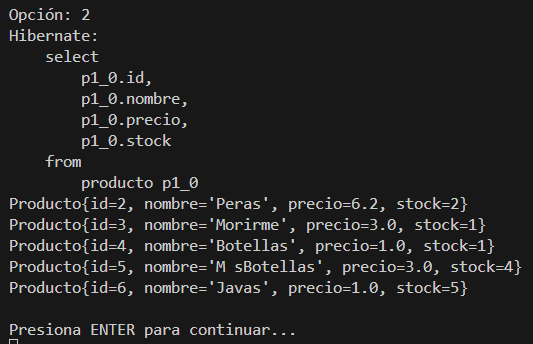 Opción: 2
Hibernate:
    select
        p1_0.id,
        p1_0.nombre,
        p1_0.precio,
        p1_0.stock
    from
        producto p1_0
Producto{id=2, nombre='Peras', precio=6.2, stock=2}
Producto{id=3, nombre='Morirme', precio=3.0, stock=1}
Producto{id=4, nombre='Botellas', precio=1.0, stock=1}
Producto{id=5, nombre='M sBotellas', precio=3.0, stock=4}
Producto{id=6, nombre='Javas', precio=1.0, stock=5}
Presiona ENTER para continuar...